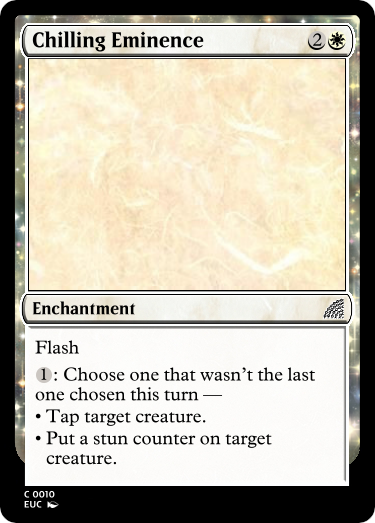 Chilling Eminence 2
Enchantment
Flash
1: Choose one that wasn't the last
one chosen this turn —
• Tap target creature.
• Put a stun counter on target
creature.
C 0010
EUC